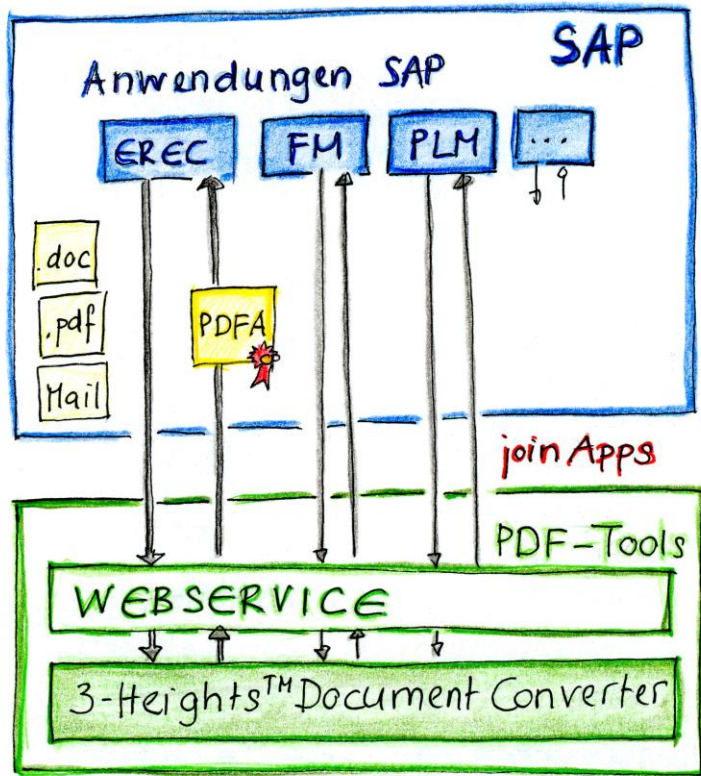 SAP
Anwendungen SAP
EREC
FM
PLM
...
.doc
.pdf
Mail
PDFA
join Apps
PDF-Tools
WEBSERVICE
3-Heights™ Document Converter